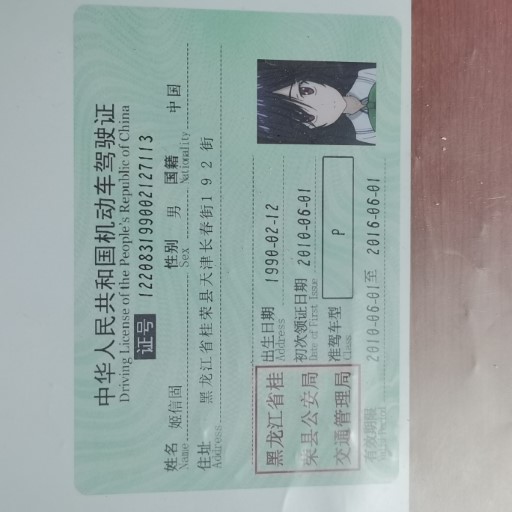 中华人民共和国机动车驾驶证
Driving License of the People's Republic of China
证号 122083199002127113
姓名 姬信固 性别 男 国籍 中国
Name Sex Nationality
住址 黑龙江省桂荣县天津长春街192街
Address
出生日期 1990-02-12
Address
初次领证日期 2010-06-01
Date of First Issue
准驾车型 P
Class
黑龙江省桂
荣县公安局
交通管理局
有效期限 2010-06-01至 2016-06-01